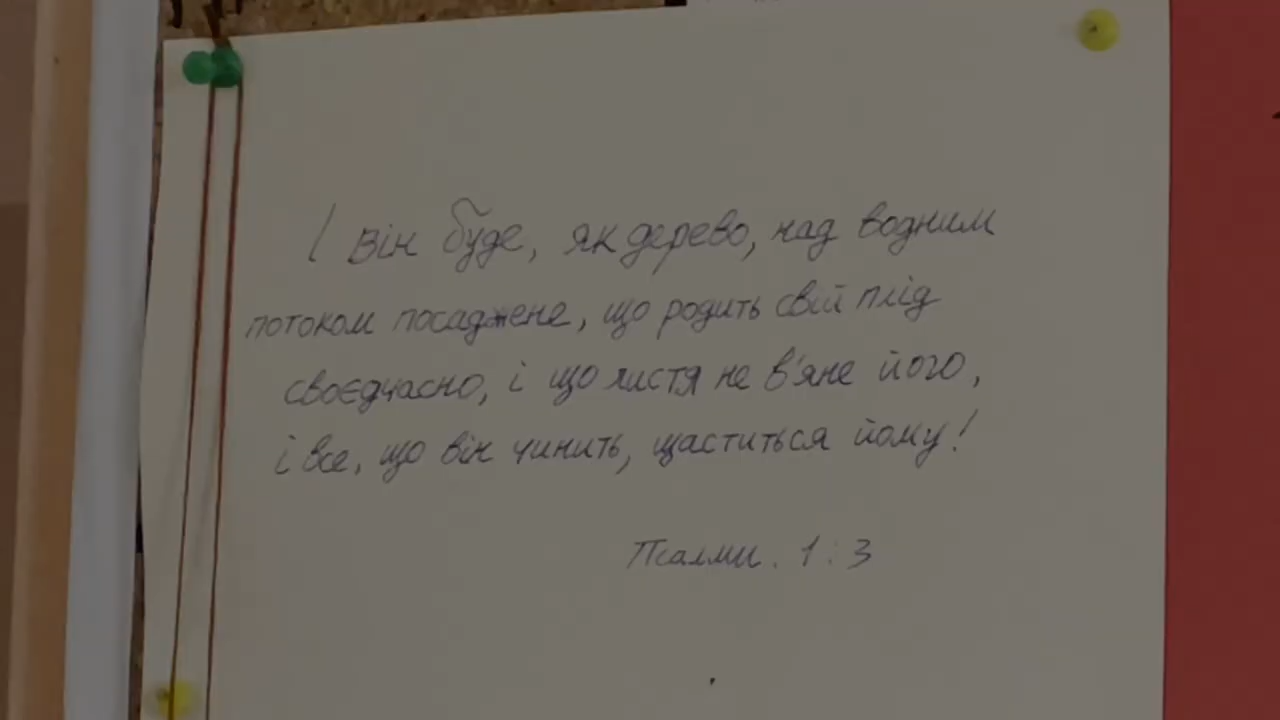 І він буде, як дерево, над водним
потоком посаджене, що родить свій плід
своєдчасно, і що листя не в'яне його,
і все, що він чинить, щаститься йому!
Псалми. 1:3